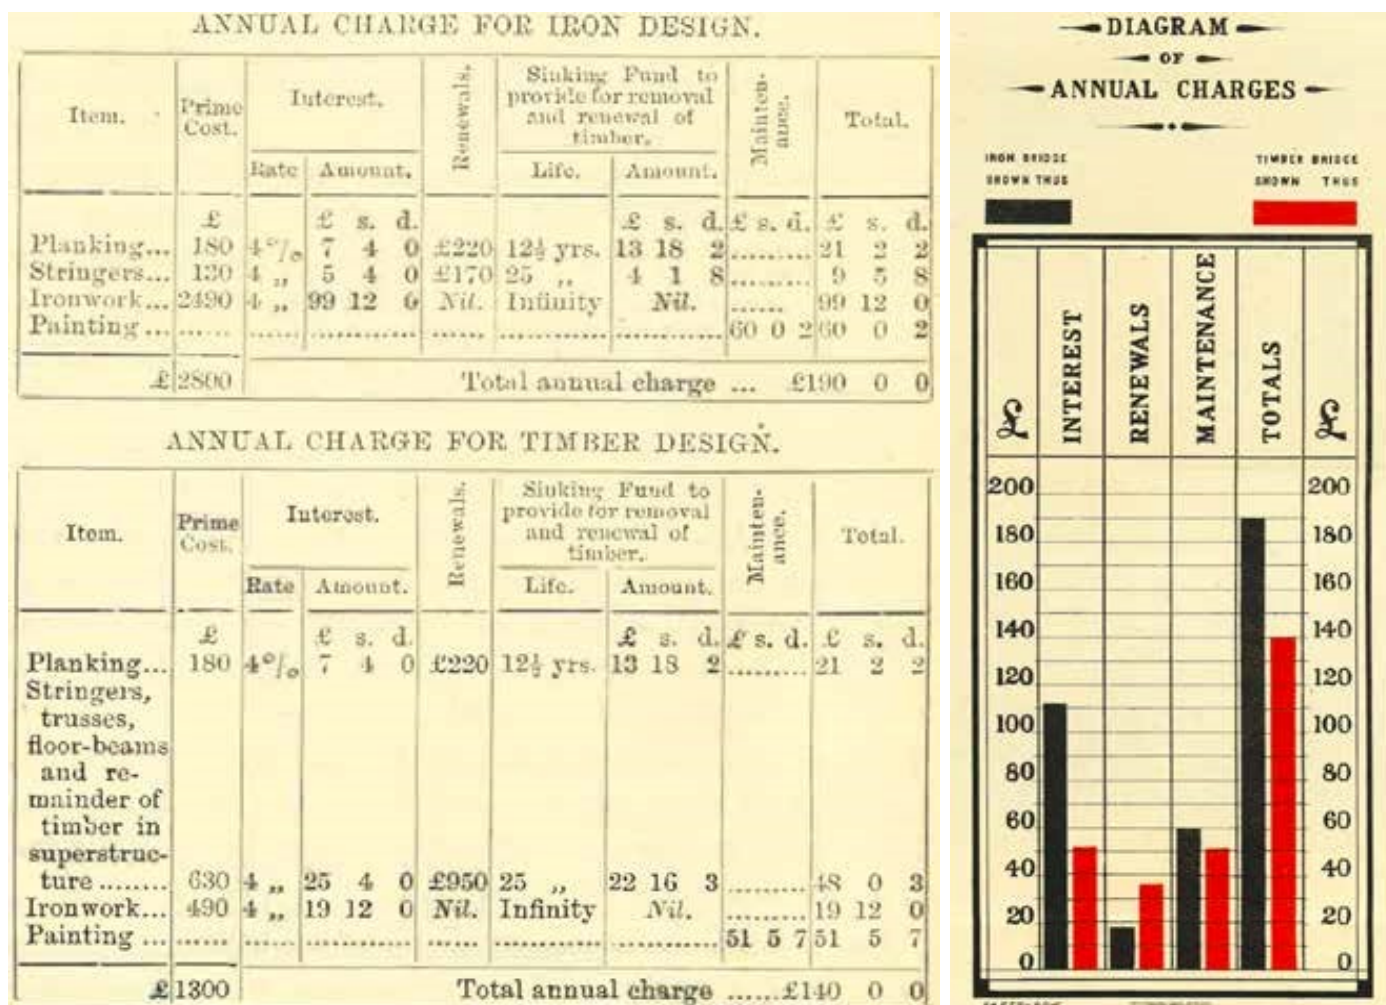 ANNUAL CHARGE FOR IRON DESIGN.
Item. Prime Cost. Interest. Renewals. Sinking Fund to provide for removal and renewal of timber. Mainten-ance. Total.
Rate Amount. Life. Amount.
£ £ s. d. £ s. d. £ s. d. £ s. d.
Planking... 180 4°/o 7 4 0 £220 12½ yrs. 13 18 2 ......... 21 2 2
Stringers... 130 4 „ 5 4 0 £170 25 „ 4 1 8 ......... 9 5 8
Ironwork... 2490 4 „ 99 12 0 Nil. Infinity Nil. ...... 99 12 0
Painting ... ...... ...... ............ ...... ............ ............ 60 0 2 60 0 2
£ 2800 Total annual charge ... £190 0 0
ANNUAL CHARGE FOR TIMBER DESIGN.
Item. Prime Cost. Interest. Renewals. Sinking Fund to provide for removal and renewal of timber. Mainten-ance. Total.
Rate Amount. Life. Amount.
£ £ s. d. £ s. d. £ s. d. £ s. d.
Planking... 180 4°/o 7 4 0 £220 12½ yrs. 13 18 2 ......... 21 2 2
Stringers,
trusses,
floor-beams
and re-
mainder of
timber in
superstruc-
ture ........ 630 4 „ 25 4 0 £950 25 „ 22 16 3 ......... 48 0 3
Ironwork... 490 4 „ 19 12 0 Nil. Infinity Nil. ......... 19 12 0
Painting ... ...... ...... ............ ...... ............ ............ 51 5 7 51 5 7
£ 1300 Total annual charge ......£140 0 0
DIAGRAM
OF
ANNUAL CHARGES
IRON BRIDGE
SHOWN THUS
TIMBER BRIDGE
SHOWN THUS
£ INTEREST RENEWALS MAINTENANCE TOTALS £
200 200
180 180
160 160
140 140
120 120
100 100
80 80
60 60
40 40
20 20
0 0